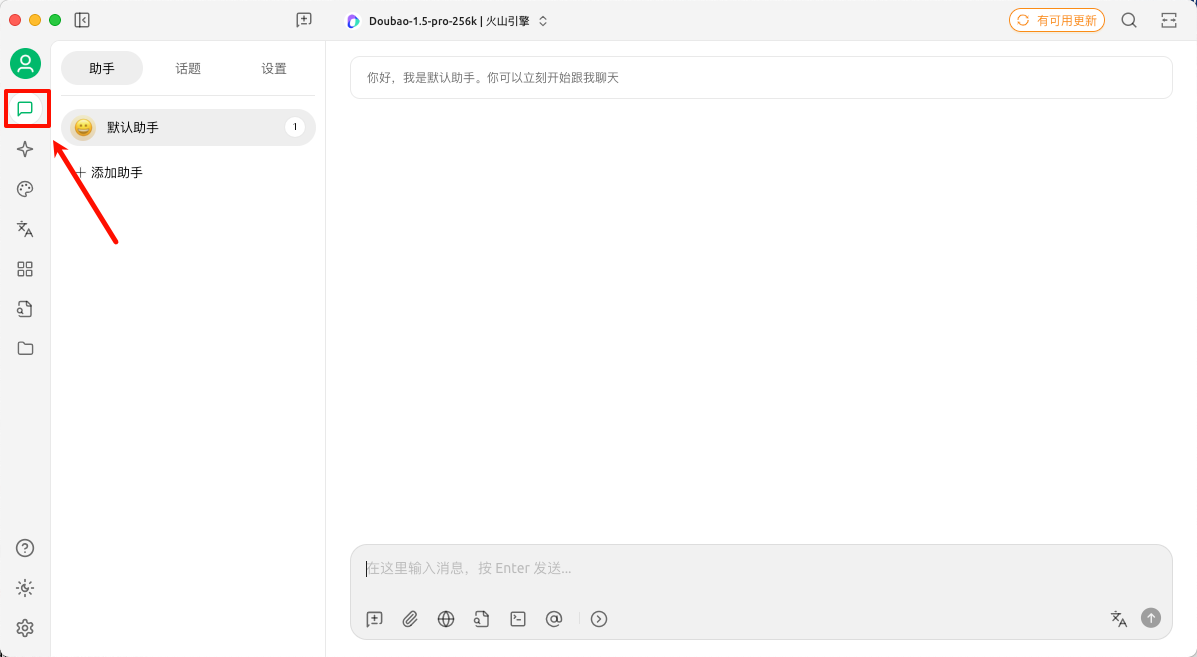 Doubao-1.5-pro-256k | 火山引擎
有可用更新
助手
话题
设置
默认助手
1
添加助手
你好，我是默认助手。你可以立刻开始跟我聊天
在这里输入消息，按 Enter 发送...